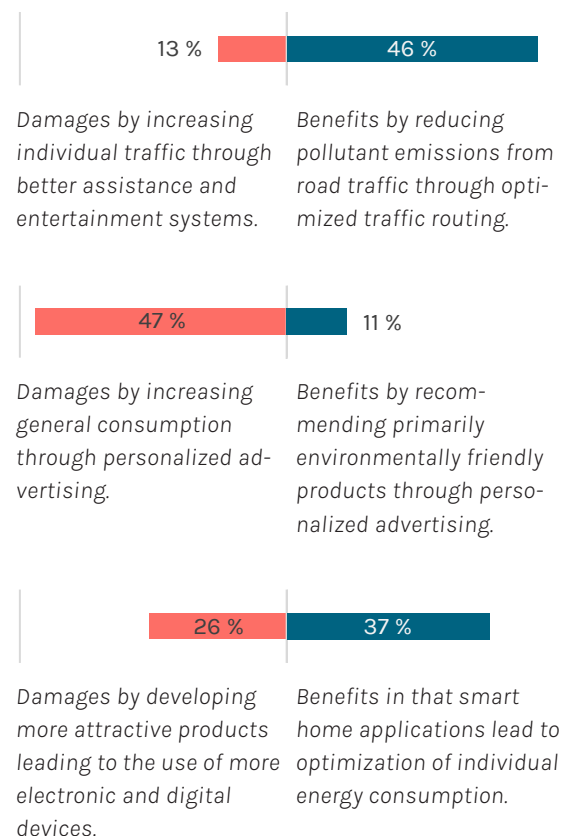 13 %
46 %
Damages by increasing
individual traffic through
better assistance and
entertainment systems.
Benefits by reducing
pollutant emissions from
road traffic through opti-
mized traffic routing.
47 %
11 %
Damages by increasing
general consumption
through personalized ad-
vertising.
Benefits by recom-
mending primarily
environmentally friendly
products through perso-
nalized advertising.
26 %
37 %
Damages by developing
more attractive products
leading to the use of more
electronic and digital
devices.
Benefits in that smart
home applications lead to
optimization of individual
energy consumption.